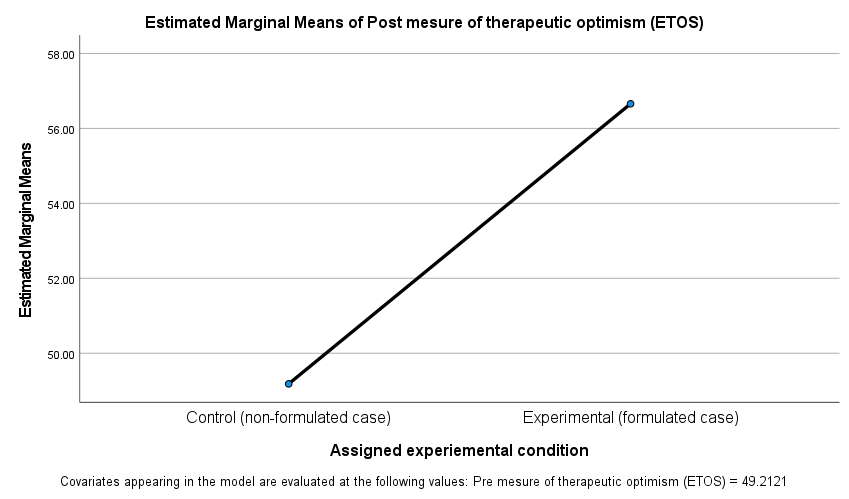 Estimated Marginal Means of Post mesure of therapeutic optimism (ETOS)
58.00
56.00
54.00
52.00
50.00
Estimated Marginal Means
Control (non-formulated case)
Experimental (formulated case)
Assigned experiemental condition
Covariates appearing in the model are evaluated at the following values: Pre mesure of therapeutic optimism (ETOS) = 49.2121